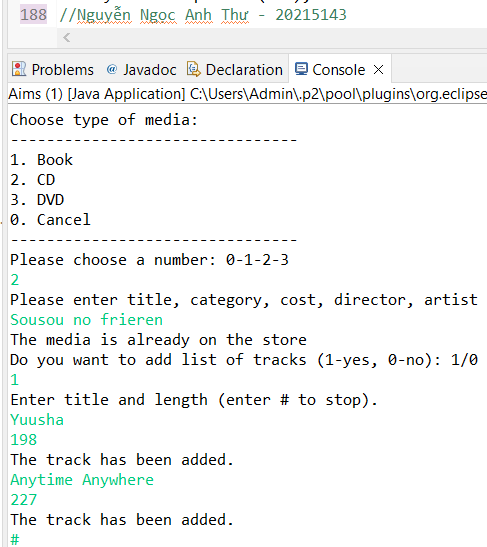 188 //Nguyễn Ngọc Anh Thư - 20215143
Problems @ Javadoc Declaration Console
Aims (1) [Java Application] C:\Users\Admin\.p2\pool\plugins\org.eclipse
Choose type of media:
--------------------------------
1. Book
2. CD
3. DVD
0. Cancel
--------------------------------
Please choose a number: 0-1-2-3
2
Please enter title, category, cost, director, artist
Sousou no frieren
The media is already on the store
Do you want to add list of tracks (1-yes, 0-no): 1/0
1
Enter title and length (enter # to stop).
Yuusha
198
The track has been added.
Anytime Anywhere
227
The track has been added.
#